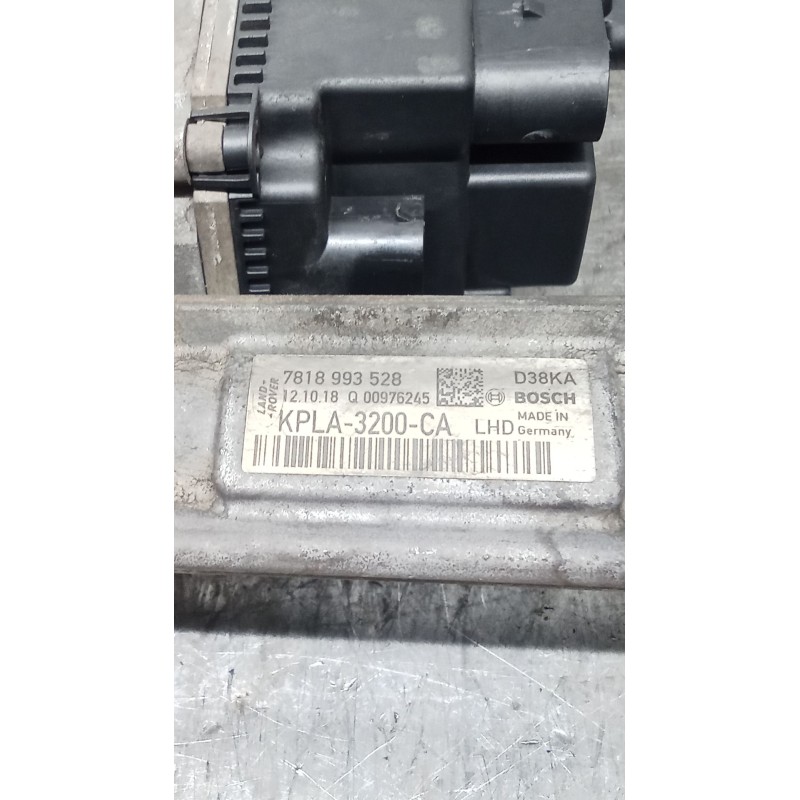 LAND-
ROVER
7818 993 528
D38KA
12.10.18 Q 00976245
BOSCH
KPLA-3200-CA LHD
MADE IN
Germany